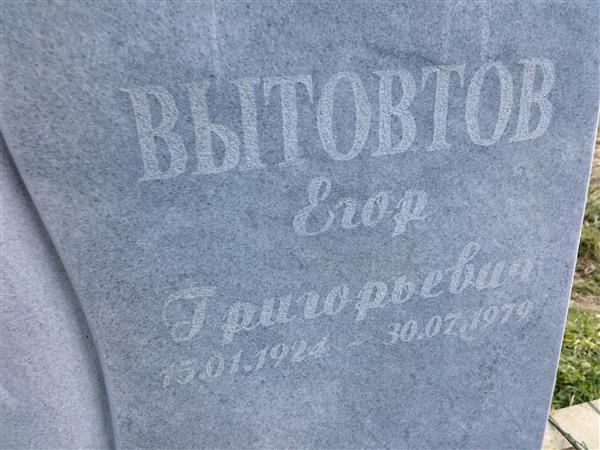 ВЫТОВТОВ
Егор
Григорьевич
15.01.1924 - 30.07.1979